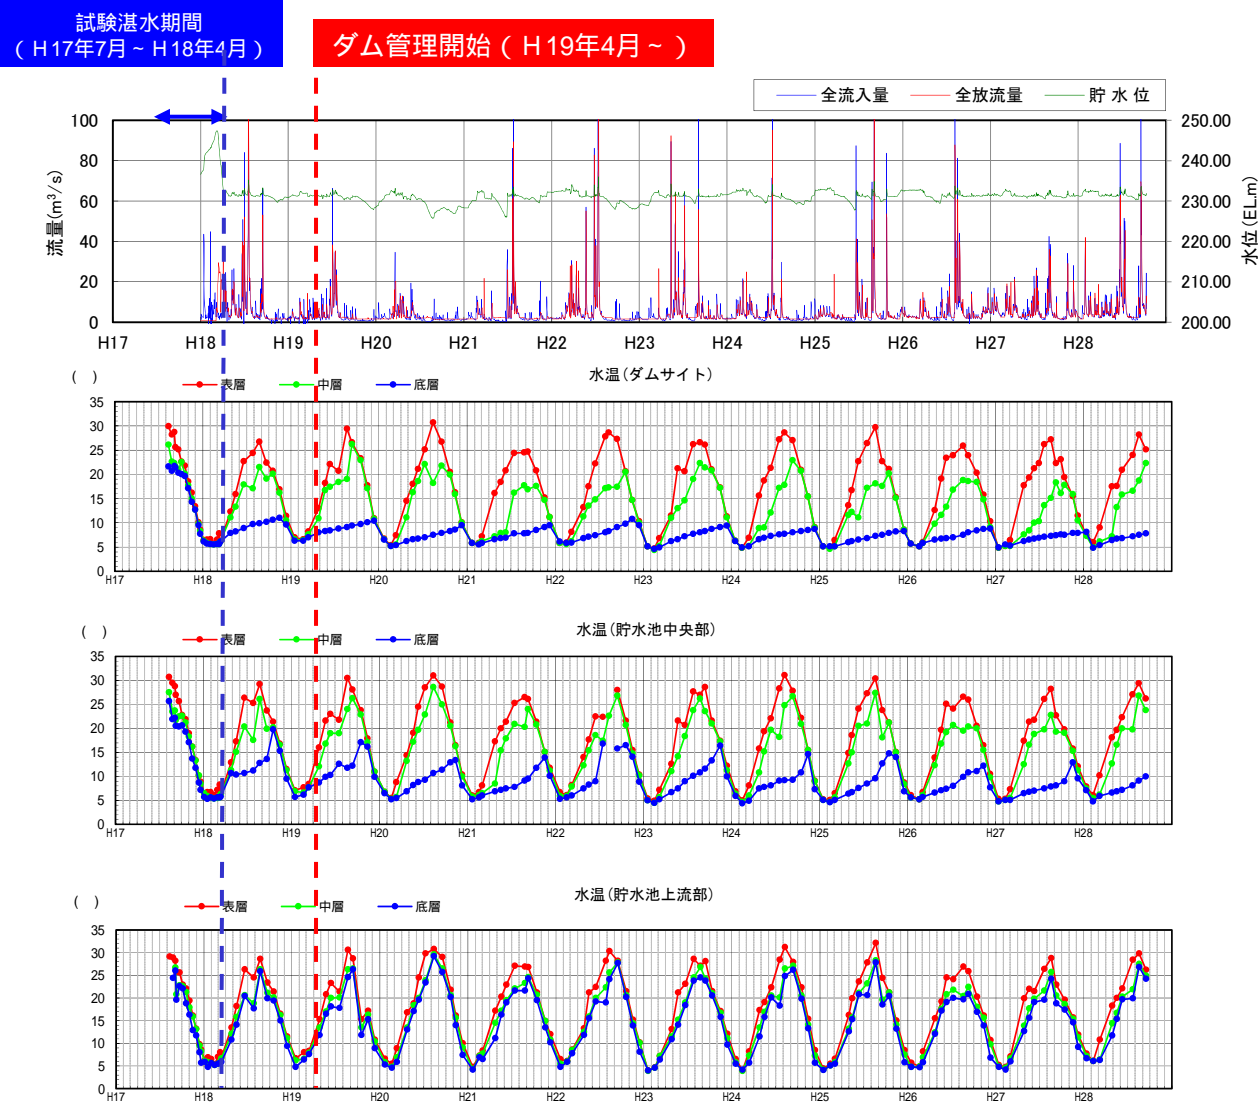 試験湛水期間
（Ｈ17年7月～Ｈ18年4月）
ダム管理開始（Ｈ19年4月～）
全流入量 全放流量 貯水位
流量(m³/s)
100
80
60
40
20
0
250.00
240.00
230.00
220.00
210.00
200.00
水位(EL.m)
H17 H18 H19 H20 H21 H22 H23 H24 H25 H26 H27 H28
水温(ダムサイト)
( )
表層 中層 底層
35
30
25
20
15
10
5
0
H17 H18 H19 H20 H21 H22 H23 H24 H25 H26 H27 H28
水温(貯水池中央部)
( )
表層 中層 底層
35
30
25
20
15
10
5
0
H17 H18 H19 H20 H21 H22 H23 H24 H25 H26 H27 H28
水温(貯水池上流部)
( )
表層 中層 底層
35
30
25
20
15
10
5
0
H17 H18 H19 H20 H21 H22 H23 H24 H25 H26 H27 H28